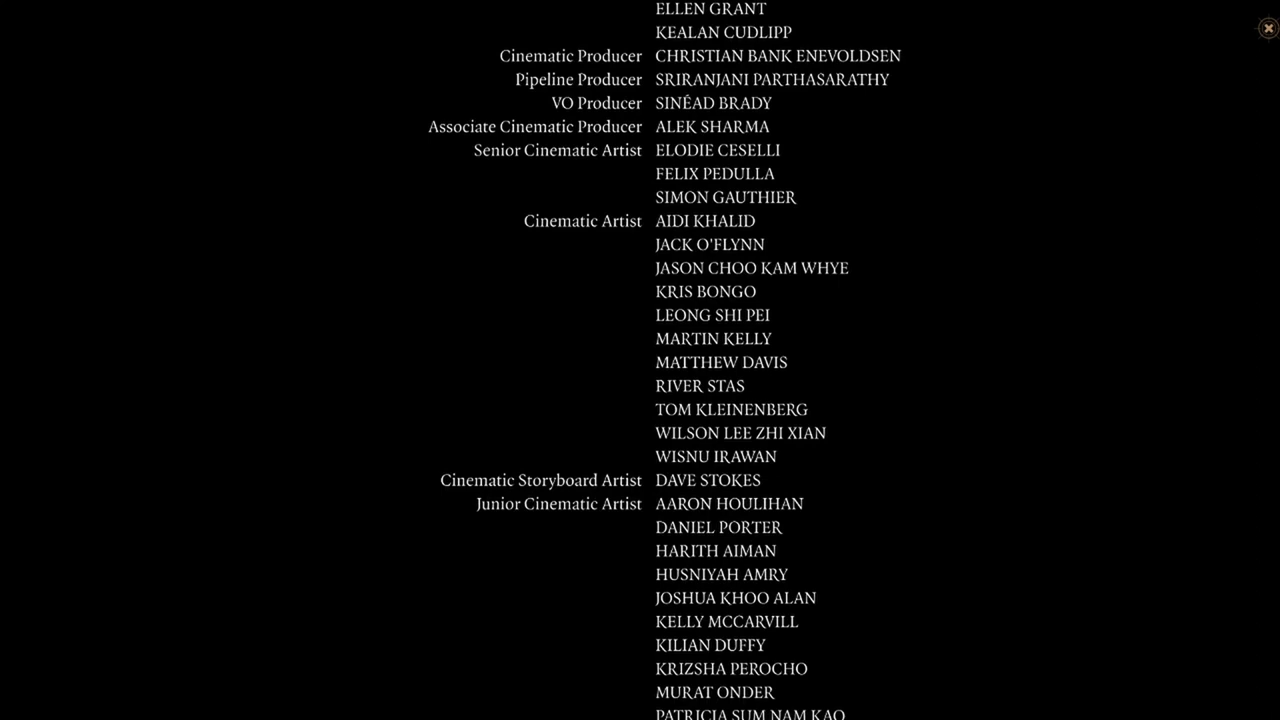 ELLEN GRANT
KEALAN CUDLIPP
Cinematic Producer CHRISTIAN BANK ENEVOLDSEN
Pipeline Producer SRIRANJANI PARTHASARATHY
VO Producer SINÉAD BRADY
Associate Cinematic Producer ALEK SHARMA
Senior Cinematic Artist ELODIE CESELLI
FELIX PEDULLA
SIMON GAUTHIER
Cinematic Artist AIDI KHALID
JACK O'FLYNN
JASON CHOO KAM WHYE
KRIS BONGO
LEONG SHI PEI
MARTIN KELLY
MATTHEW DAVIS
RIVER STAS
TOM KLEINENBERG
WILSON LEE ZHI XIAN
WISNU IRAWAN
Cinematic Storyboard Artist DAVE STOKES
Junior Cinematic Artist AARON HOULIHAN
DANIEL PORTER
HARITH AIMAN
HUSNIYAH AMRY
JOSHUA KHOO ALAN
KELLY MCCARVILL
KILIAN DUFFY
KRIZSHA PEROCHO
MURAT ONDER
PATRICIA SUM NAM KAO